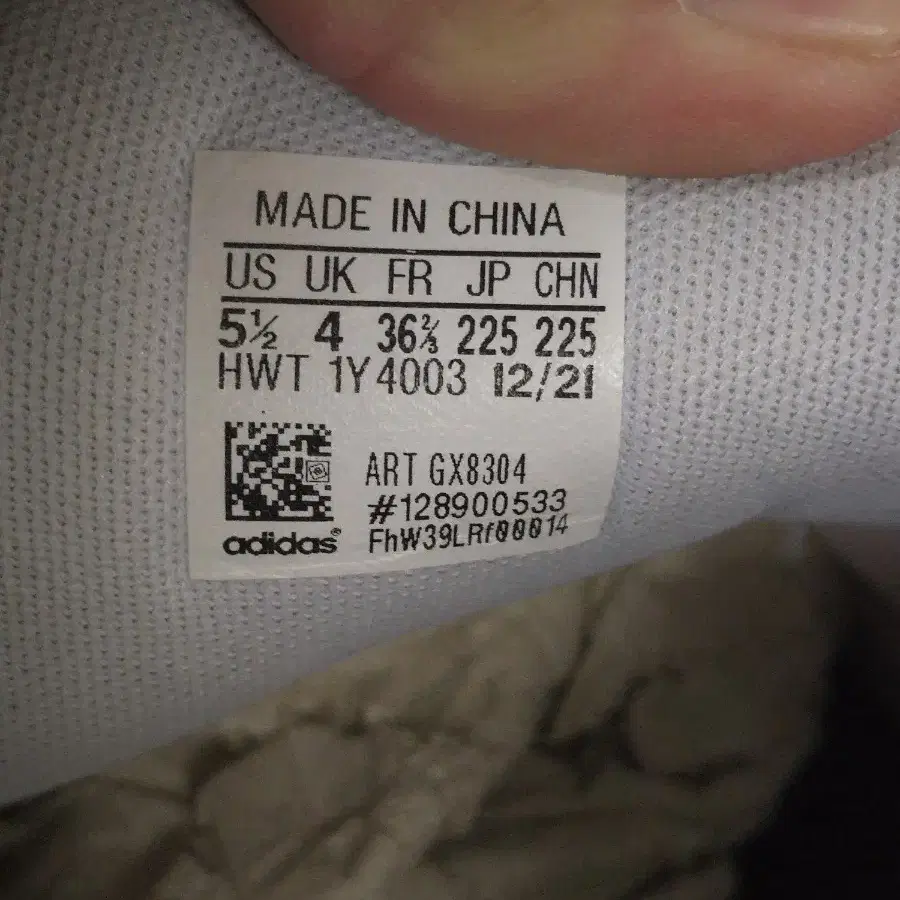 MADE IN CHINA
US UK FR JP CHN
5½ 4 36⅔ 225 225
HWT 1Y4003 12/21
ART GX8304
#128900533
FhW39LRf00014
adidas®